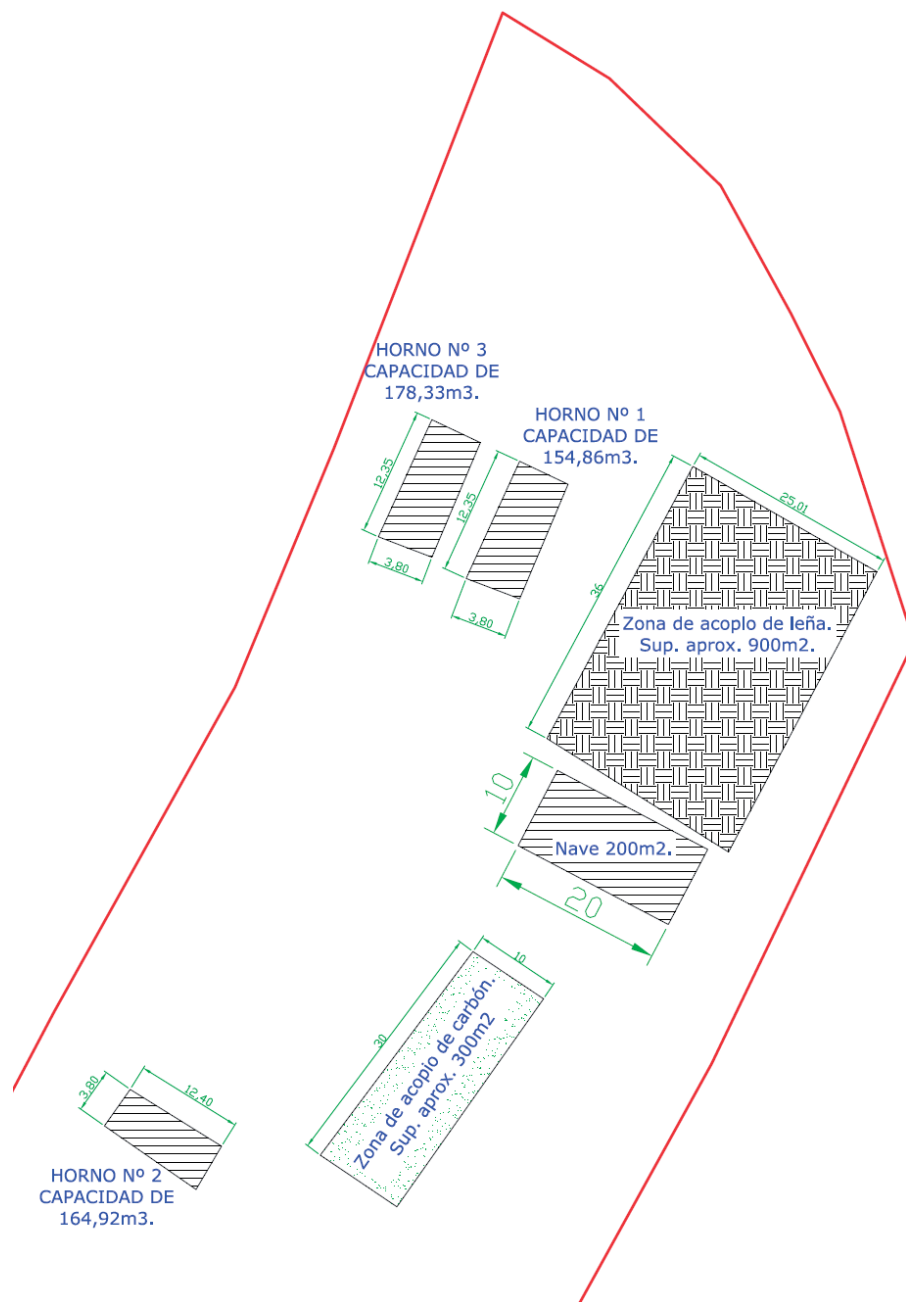 HORNO Nº 3
CAPACIDAD DE
178,33m3.
12,35
3,80
HORNO Nº 1
CAPACIDAD DE
154,86m3.
12,35
3,80
25,01
36
Zona de acoplo de leña.
Sup. aprox. 900m2.
10
Nave 200m2.
20
10
30
Zona de acopio de carbón.
Sup. aprox. 300m2
3,80
12,40
HORNO Nº 2
CAPACIDAD DE
164,92m3.